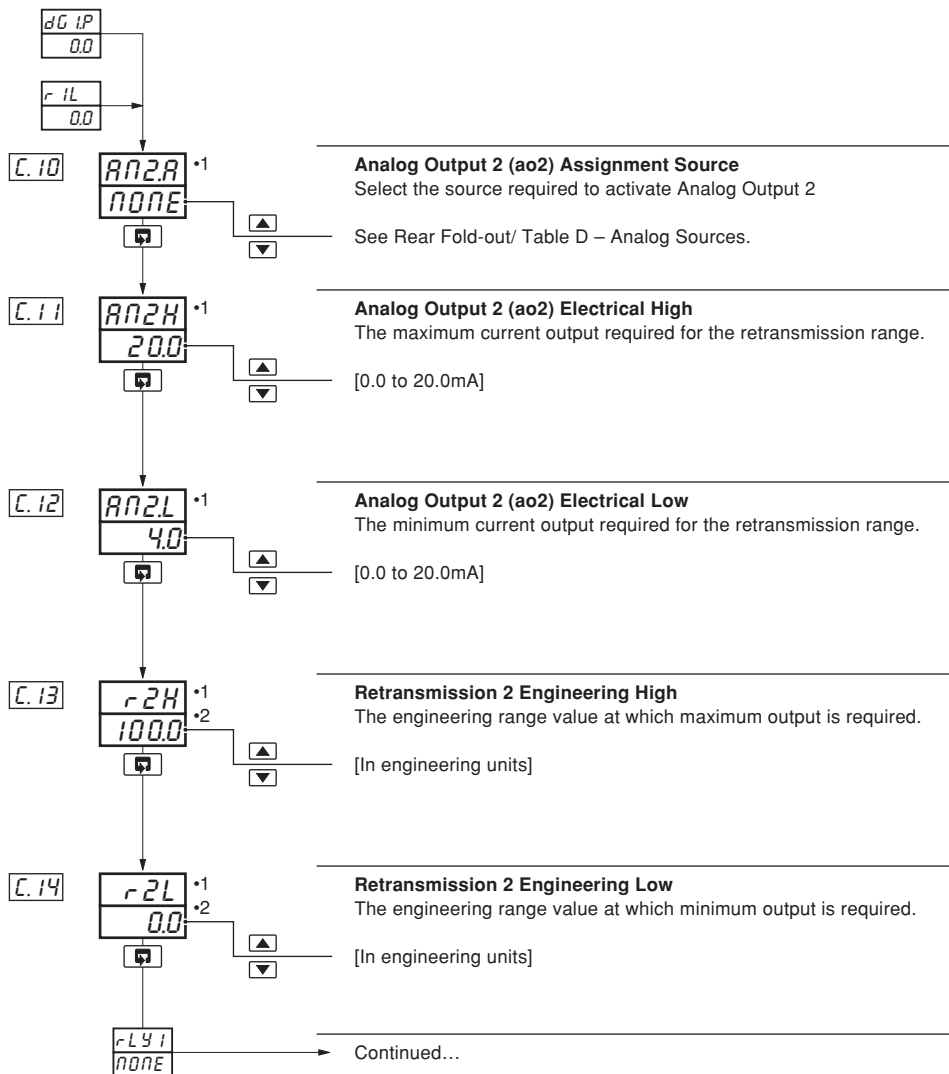 dG1.P
0.0
r1L
0.0
C.10
AN2.A •1
NONE
Analog Output 2 (ao2) Assignment Source
Select the source required to activate Analog Output 2
See Rear Fold-out/ Table D – Analog Sources.
C.11
AN2H •1
20.0
Analog Output 2 (ao2) Electrical High
The maximum current output required for the retransmission range.
[0.0 to 20.0mA]
C.12
AN2.L •1
4.0
Analog Output 2 (ao2) Electrical Low
The minimum current output required for the retransmission range.
[0.0 to 20.0mA]
C.13
r2H •1
100.0 •2
Retransmission 2 Engineering High
The engineering range value at which maximum output is required.
[In engineering units]
C.14
r2L •1
0.0 •2
Retransmission 2 Engineering Low
The engineering range value at which minimum output is required.
[In engineering units]
rLY1
NONE
Continued…